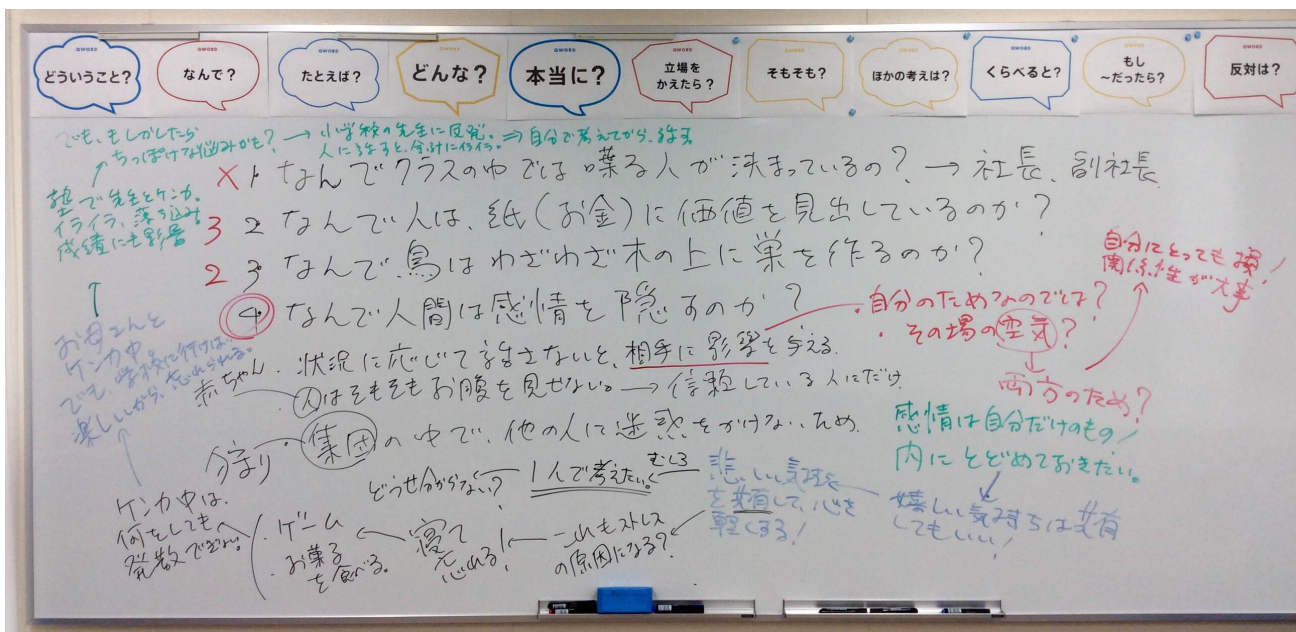 QWORD
どういうこと?
QWORD
なんで?
QWORD
たとえば?
QWORD
どんな?
QWORD
本当に?
QWORD
立場を
かえたら?
QWORD
そもそも?
QWORD
ほかの考えは?
QWORD
くらべると?
QWORD
もし
~だったら?
QWORD
反対は?
でも、もしかしたら
ちっぽけな悩みかも?
→ 小学校の先生に反発。⇒ 自分で考えてから、話す
人に話すと、余計にイライラ。
塾で先生とケンカ。
イライラ、落ち込み。
成績にも影響
× 1 なんでクラスの中では喋る人が決まっているの? → 社長、副社長
3 2 なんで人は、紙(お金)に価値を見出しているのか?
2 3 なんで鳥はわざわざ木の上に巣を作るのか?
4 なんで人間は感情を隠すのか?
・自分のためなのでは?
・その場の空気?
両方のため?
自分にとっても損!
関係性が大事
お母さんと
ケンカ中
でも、学校に行けば
楽しいから、忘れられる。
赤ちゃん
・状況に応じて話さないと、相手に影響を与える。
・人はそもそもお腹を見せない。→ 信頼している人にだけ
・集団の中で、他の人に迷惑をかけないため
感情は自分だけのもの!
内にとどめておきたい。
嬉しい気持ちは共有
してもいい!
悲しい気持を
を共有して、心を
軽くする!
むしろ
1人で考えたい。
どうせ分からない?
これもストレス
の原因になる?
寝て
忘れる!
・ゲーム
・お菓子
を食べる。
ケンカ中は、
何をしても
発散できない。